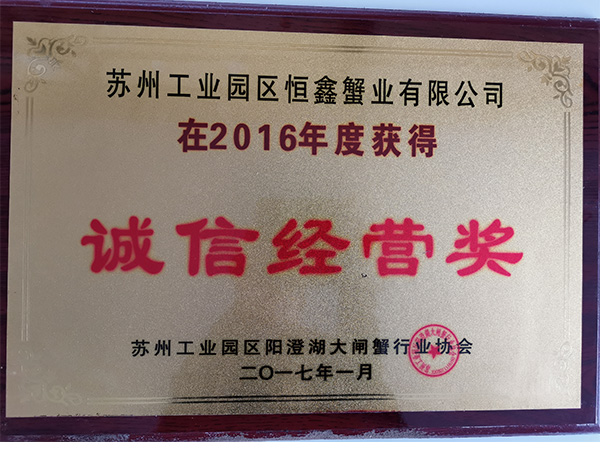 苏州工业园区恒鑫蟹业有限公司
在2016年度获得
诚信经营奖
苏州工业园区阳澄湖大闸蟹行业协会
二〇一七年一月